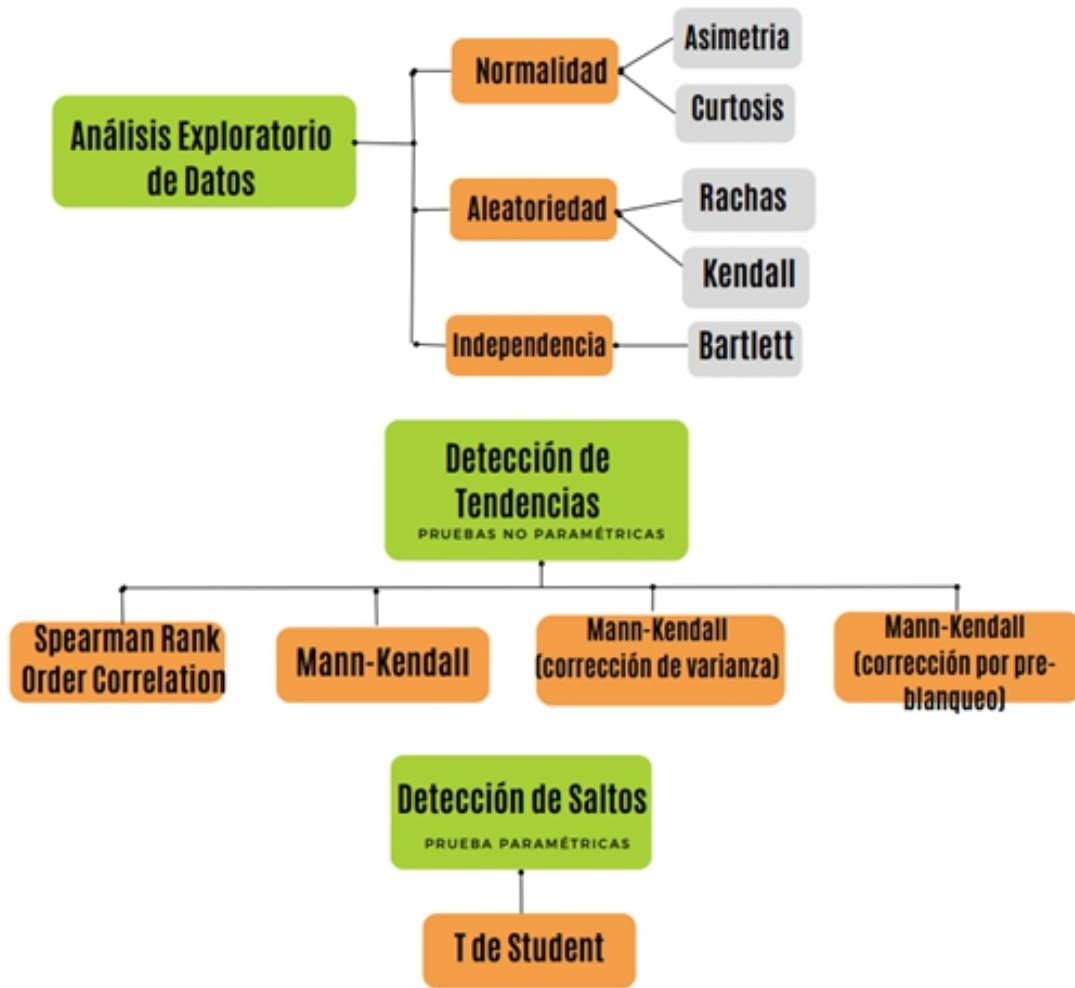 Análisis Exploratorio
de Datos
Normalidad
Asimetria
Curtosis
Aleatoriedad
Rachas
Kendall
Independencia
Bartlett
Detección de
Tendencias
PRUEBAS NO PARAMÉTRICAS
Spearman Rank
Order Correlation
Mann-Kendall
Mann-Kendall
(corrección de varianza)
Mann-Kendall
(corrección por pre-
blanqueo)
Detección de Saltos
PRUEBA PARAMÉTRICAS
T de Student